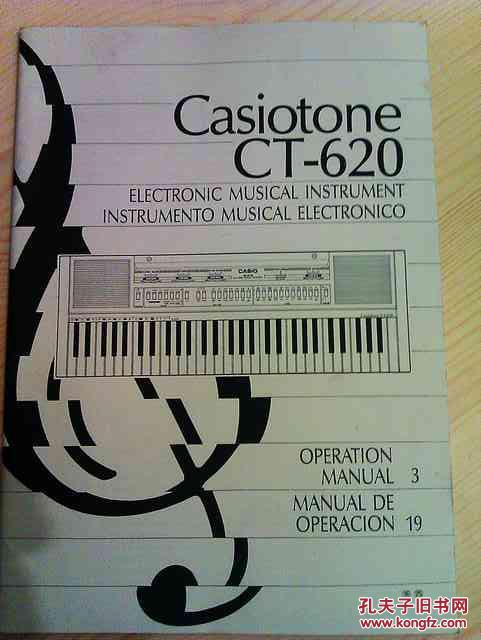 Casiotone
CT-620
ELECTRONIC MUSICAL INSTRUMENT
INSTRUMENTO MUSICAL ELECTRONICO
CASIO
OPERATION
MANUAL 3
MANUAL DE
OPERACION 19
孔夫子旧书网
www.kongfz.com